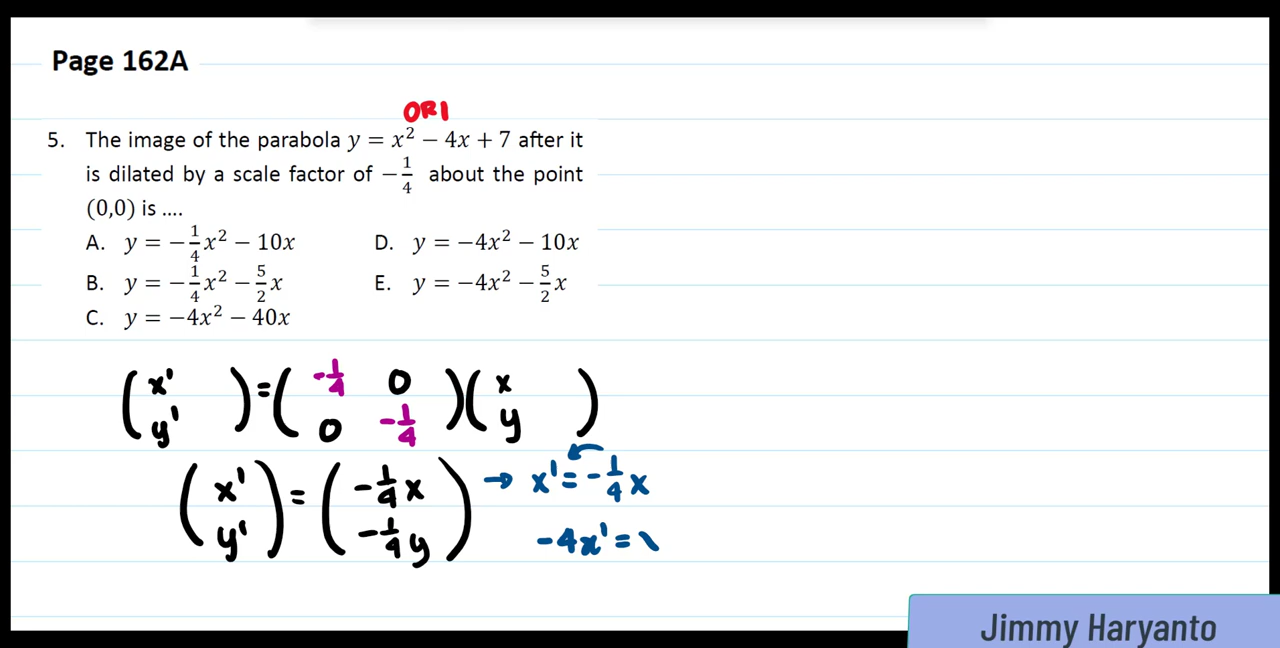 Page 162A
ORI
5. The image of the parabola y = x² − 4x + 7 after it
is dilated by a scale factor of −1/4 about the point
(0,0) is ....
A. y = −1/4x² − 10x
D. y = −4x² − 10x
B. y = −1/4x² − 5/2x
E. y = −4x² − 5/2x
C. y = −4x² − 40x
(x' y') = (-1/4 0 0 -1/4)(x y)
(x' y') = (-1/4x -1/4y) → x' = -1/4x
-4x' =
Jimmy Haryanto